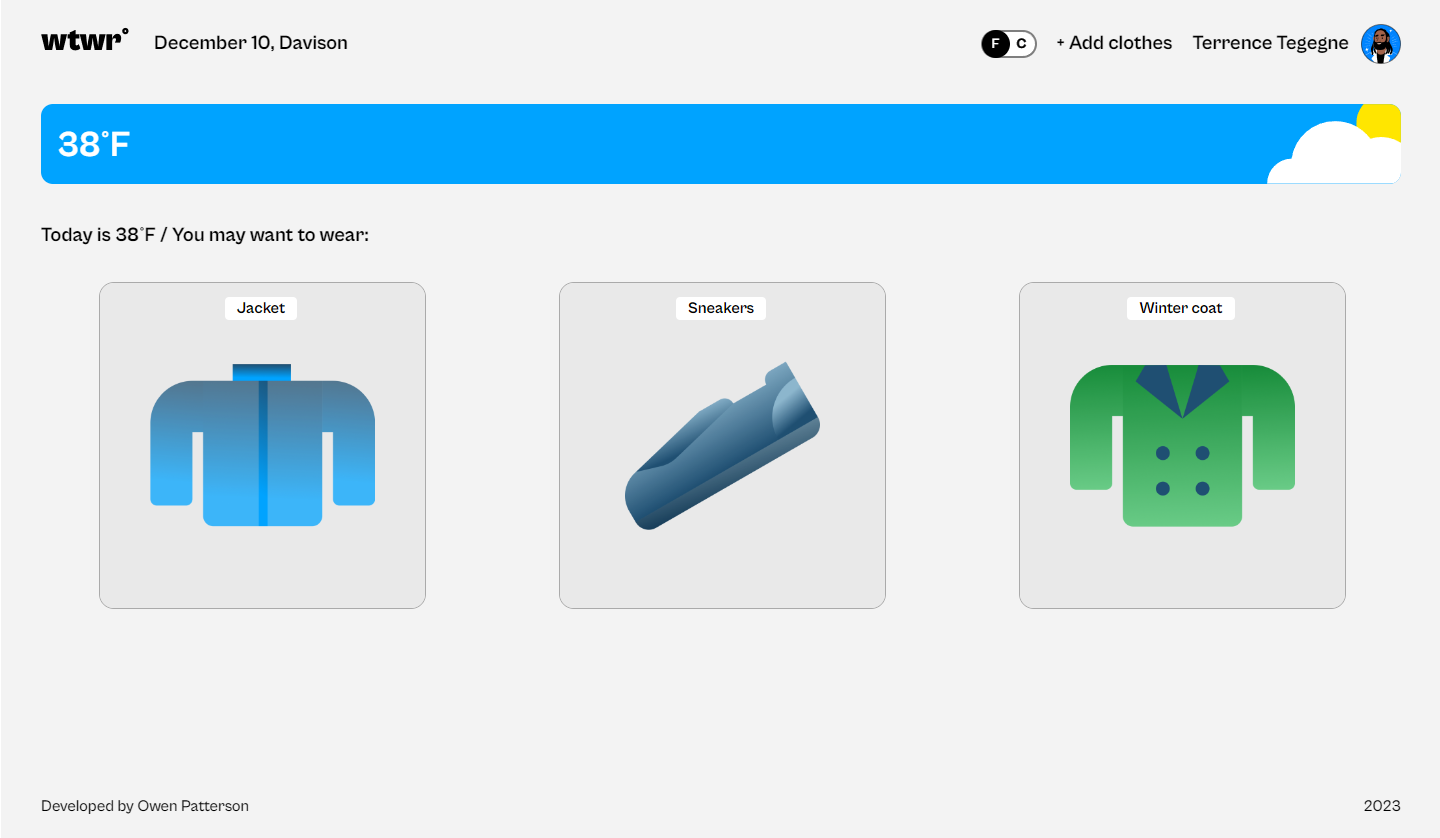 wtwr°
December 10, Davison
F C
+ Add clothes
Terrence Tegegne
38°F
Today is 38°F / You may want to wear:
Jacket
Sneakers
Winter coat
Developed by Owen Patterson
2023